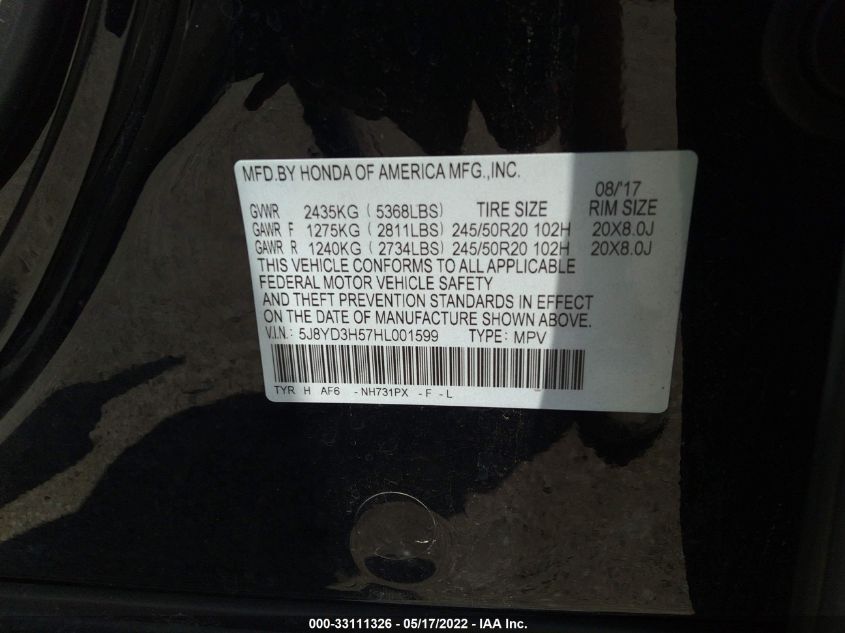 MFD.BY HONDA OF AMERICA MFG.,INC.
08/'17
GVWR 2435KG ( 5368LBS) TIRE SIZE RIM SIZE
GAWR F 1275KG ( 2811LBS) 245/50R20 102H 20X8.0J
GAWR R 1240KG ( 2734LBS) 245/50R20 102H 20X8.0J
THIS VEHICLE CONFORMS TO ALL APPLICABLE
FEDERAL MOTOR VEHICLE SAFETY
AND THEFT PREVENTION STANDARDS IN EFFECT
ON THE DATE OF MANUFACTURE SHOWN ABOVE.
V.I.N.: 5J8YD3H57HL001599 TYPE: MPV
TYR H AF6 - NH731PX - F - L
000-33111326 - 05/17/2022 - IAA Inc.